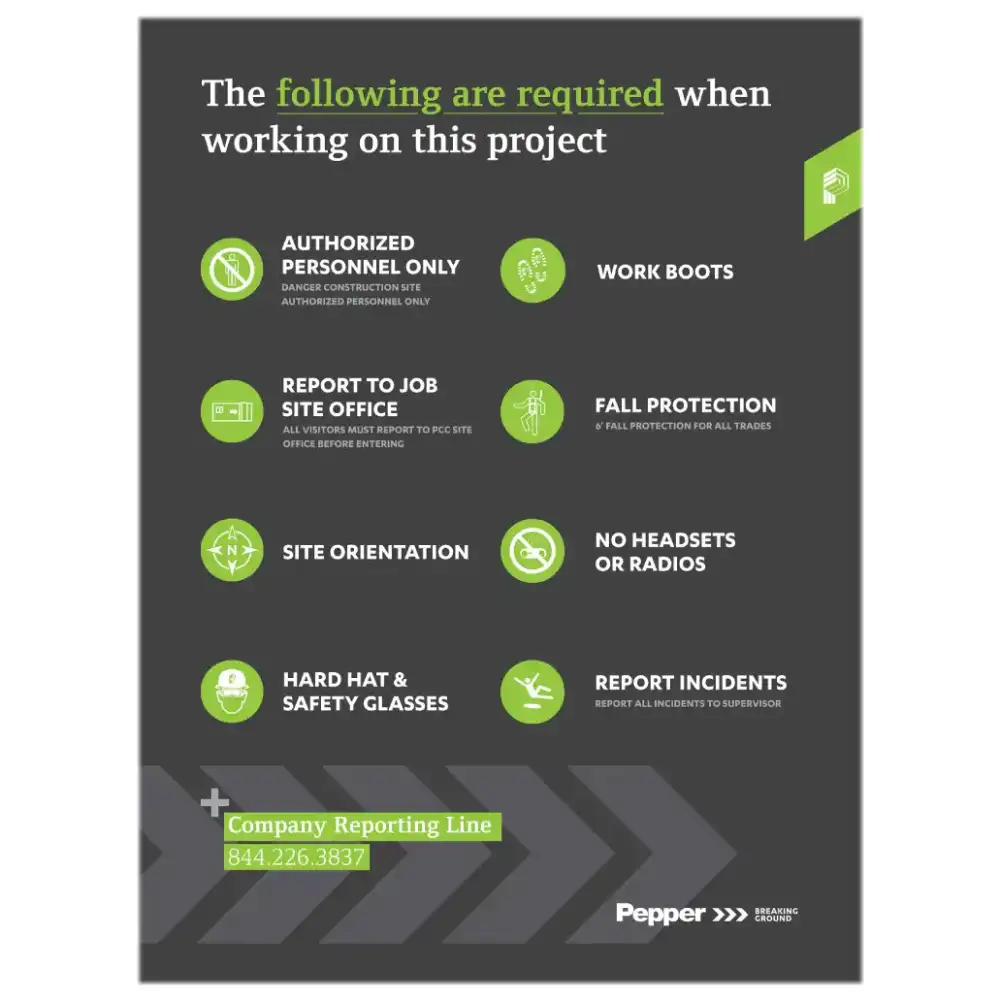 The following are required when
working on this project
AUTHORIZED
PERSONNEL ONLY
DANGER CONSTRUCTION SITE
AUTHORIZED PERSONNEL ONLY
WORK BOOTS
REPORT TO JOB
SITE OFFICE
ALL VISITORS MUST REPORT TO PCC SITE
OFFICE BEFORE ENTERING
FALL PROTECTION
6' FALL PROTECTION FOR ALL TRADES
N
SITE ORIENTATION
NO HEADSETS
OR RADIOS
HARD HAT &
SAFETY GLASSES
REPORT INCIDENTS
REPORT ALL INCIDENTS TO SUPERVISOR
Company Reporting Line
844.226.3837
Pepper
BREAKING
GROUND